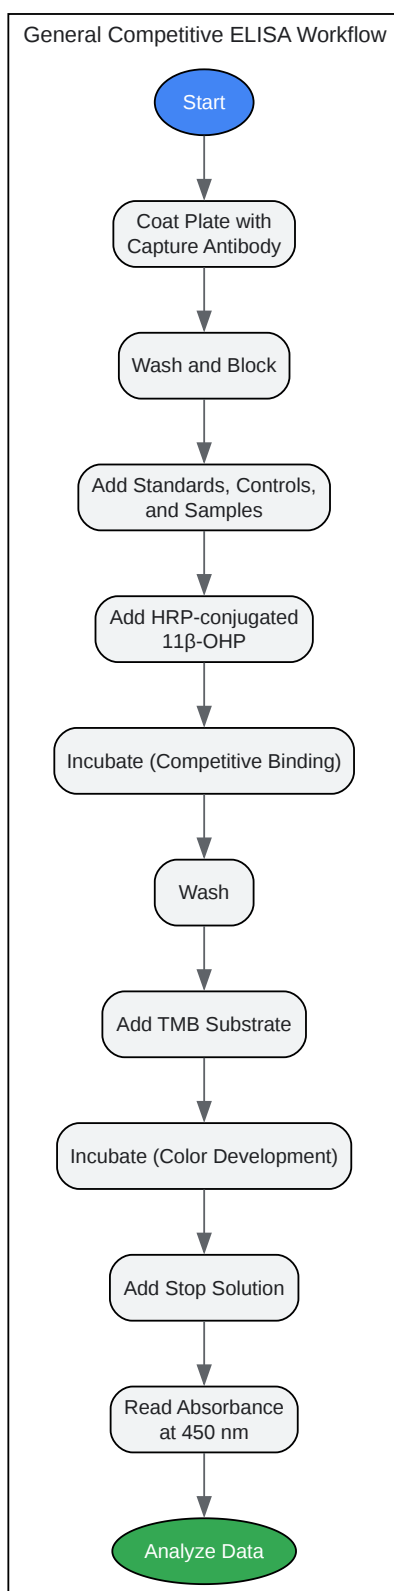 General Competitive ELISA Workflow
Start
Coat Plate with
Capture Antibody
Wash and Block
Add Standards, Controls,
and Samples
Add HRP-conjugated
11β-OHP
Incubate (Competitive Binding)
Wash
Add TMB Substrate
Incubate (Color Development)
Add Stop Solution
Read Absorbance
at 450 nm
Analyze Data